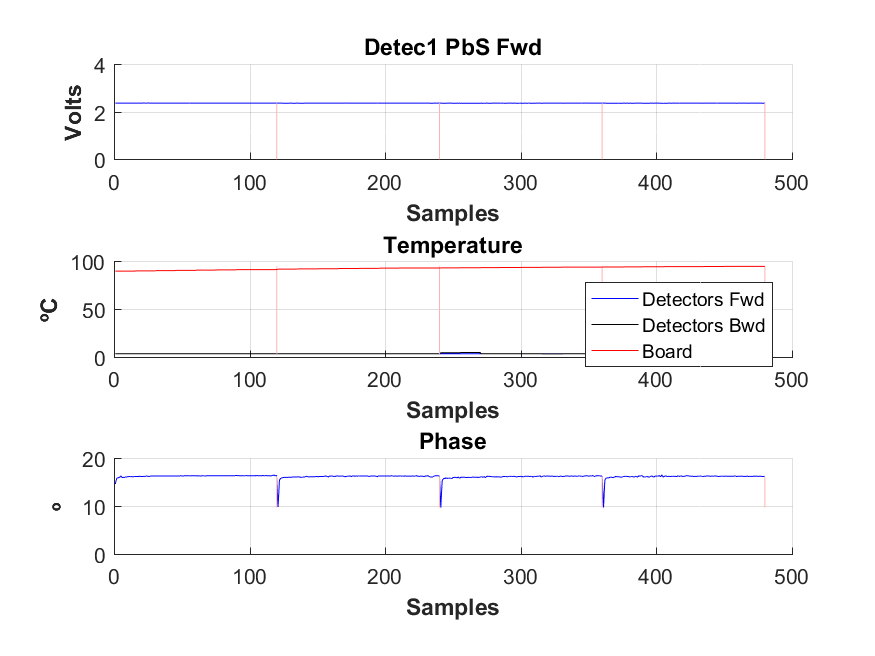 Detec1 PbS Fwd
4
2
0
Volts
0 100 200 300 400 500
Samples
Temperature
100
50
0
ºC
Detectors Fwd
Detectors Bwd
Board
0 100 200 300 400 500
Samples
Phase
20
10
0
º
0 100 200 300 400 500
Samples